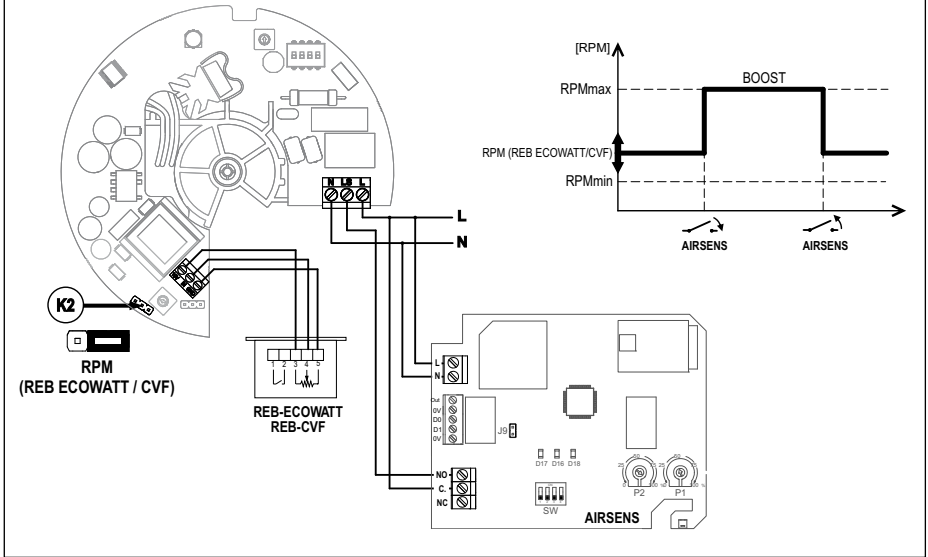 [RPM]
RPMmax
BOOST
RPM (REB ECOWATT/CVF)
RPMmin
AIRSENS
AIRSENS
N LS L
L
N
K2
RPM
(REB ECOWATT / CVF)
1 2 3 4 5
REB-ECOWATT
REB-CVF
L
N
Out
0V
D0
D1
0V
J9
D17 D16 D18
NO
C.
NC
SW
P2
P1
AIRSENS